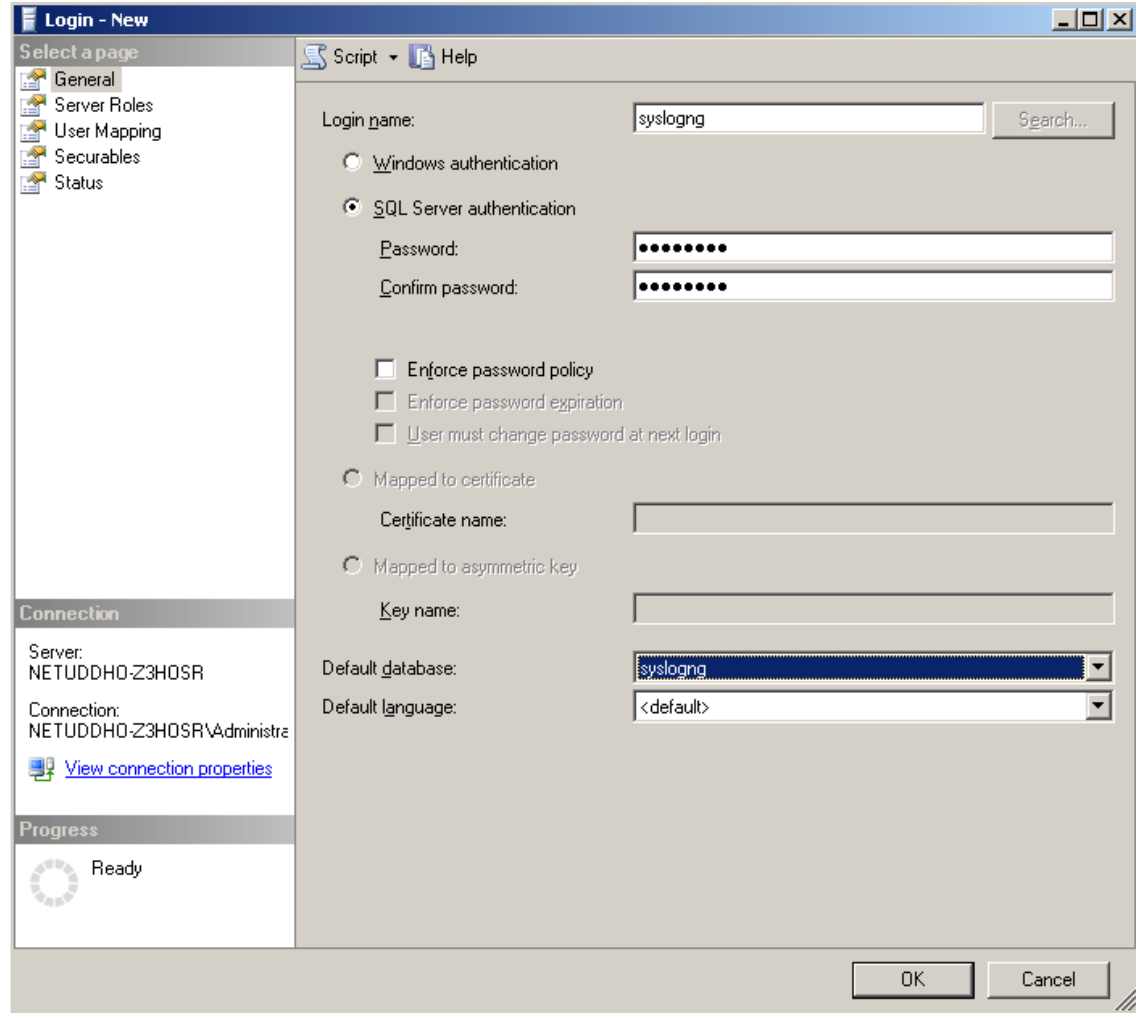 Login - New
Select a page
General
Server Roles
User Mapping
Securables
Status
Script Help
Login name: syslogng Search...
Windows authentication
SQL Server authentication
Password: ●●●●●●●●
Confirm password: ●●●●●●●●
Enforce password policy
Enforce password expiration
User must change password at next login
Mapped to certificate
Certificate name:
Mapped to asymmetric key
Key name:
Default database: syslogng
Default language: <default>
Connection
Server:
NETUDDHO-Z3HOSR
Connection:
NETUDDHO-Z3HOSR\Administra
View connection properties
Progress
Ready
OK Cancel